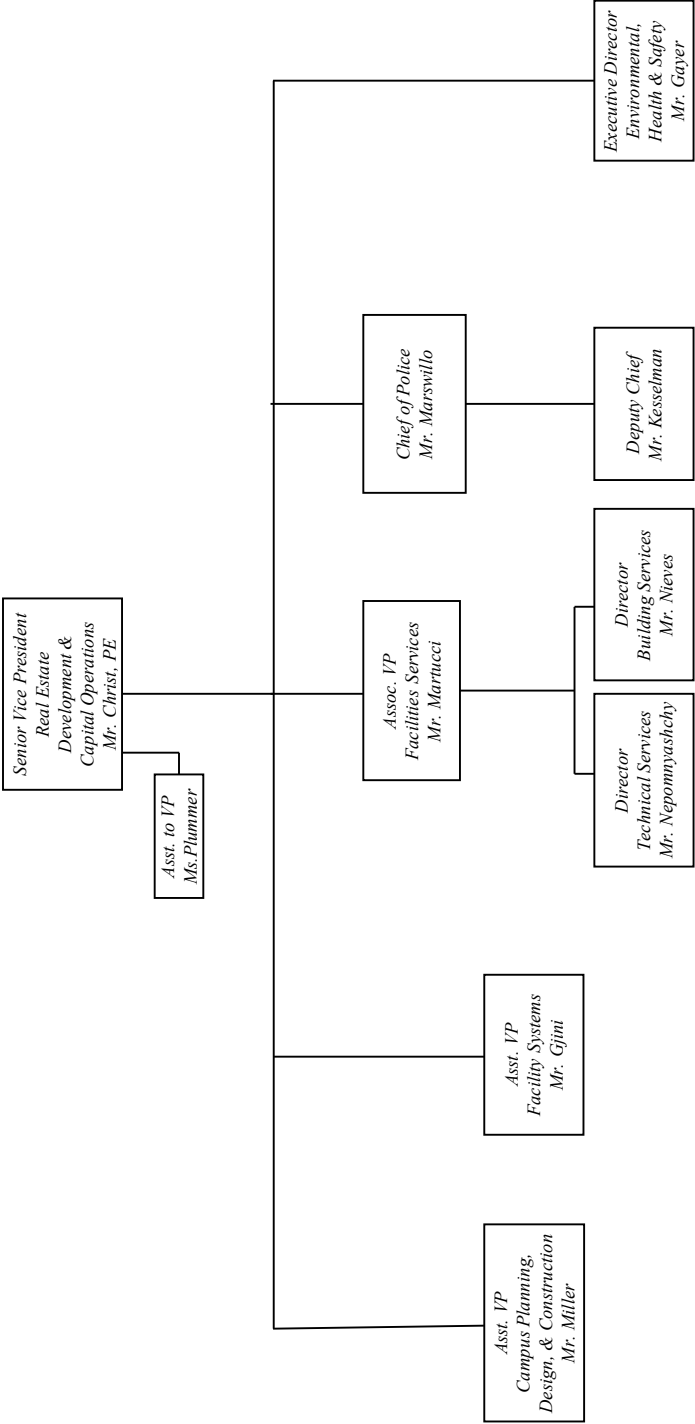 Senior Vice President
Real Estate
Development &
Capital Operations
Mr. Christ, PE
Asst. to VP
Ms.Plummer
Asst. VP
Campus Planning,
Design, & Construction
Mr. Miller
Asst. VP
Facility Systems
Mr. Gjini
Assoc. VP
Facilities Services
Mr. Martucci
Director
Technical Services
Mr. Nepomnyashchy
Director
Building Services
Mr. Nieves
Chief of Police
Mr. Marswillo
Deputy Chief
Mr. Kesselman
Executive Director
Environmental,
Health & Safety
Mr. Gayer